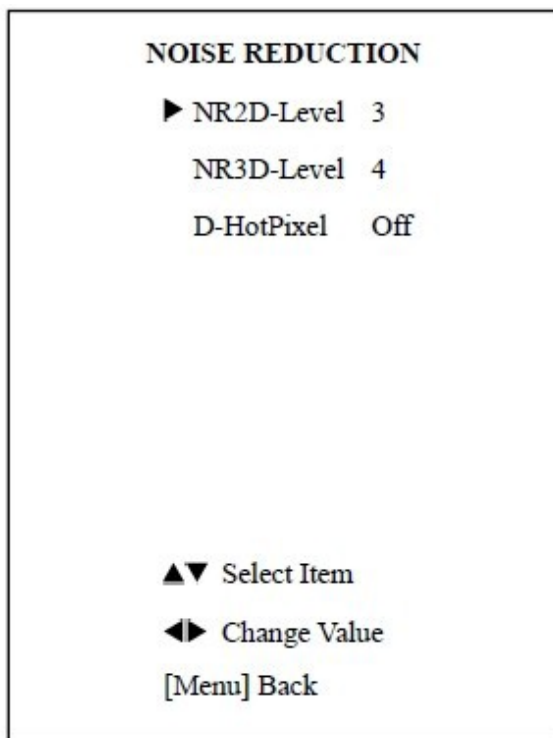 NOISE REDUCTION
▶ NR2D-Level 3
NR3D-Level 4
D-HotPixel Off
▲▼ Select Item
◀▶ Change Value
[Menu] Back